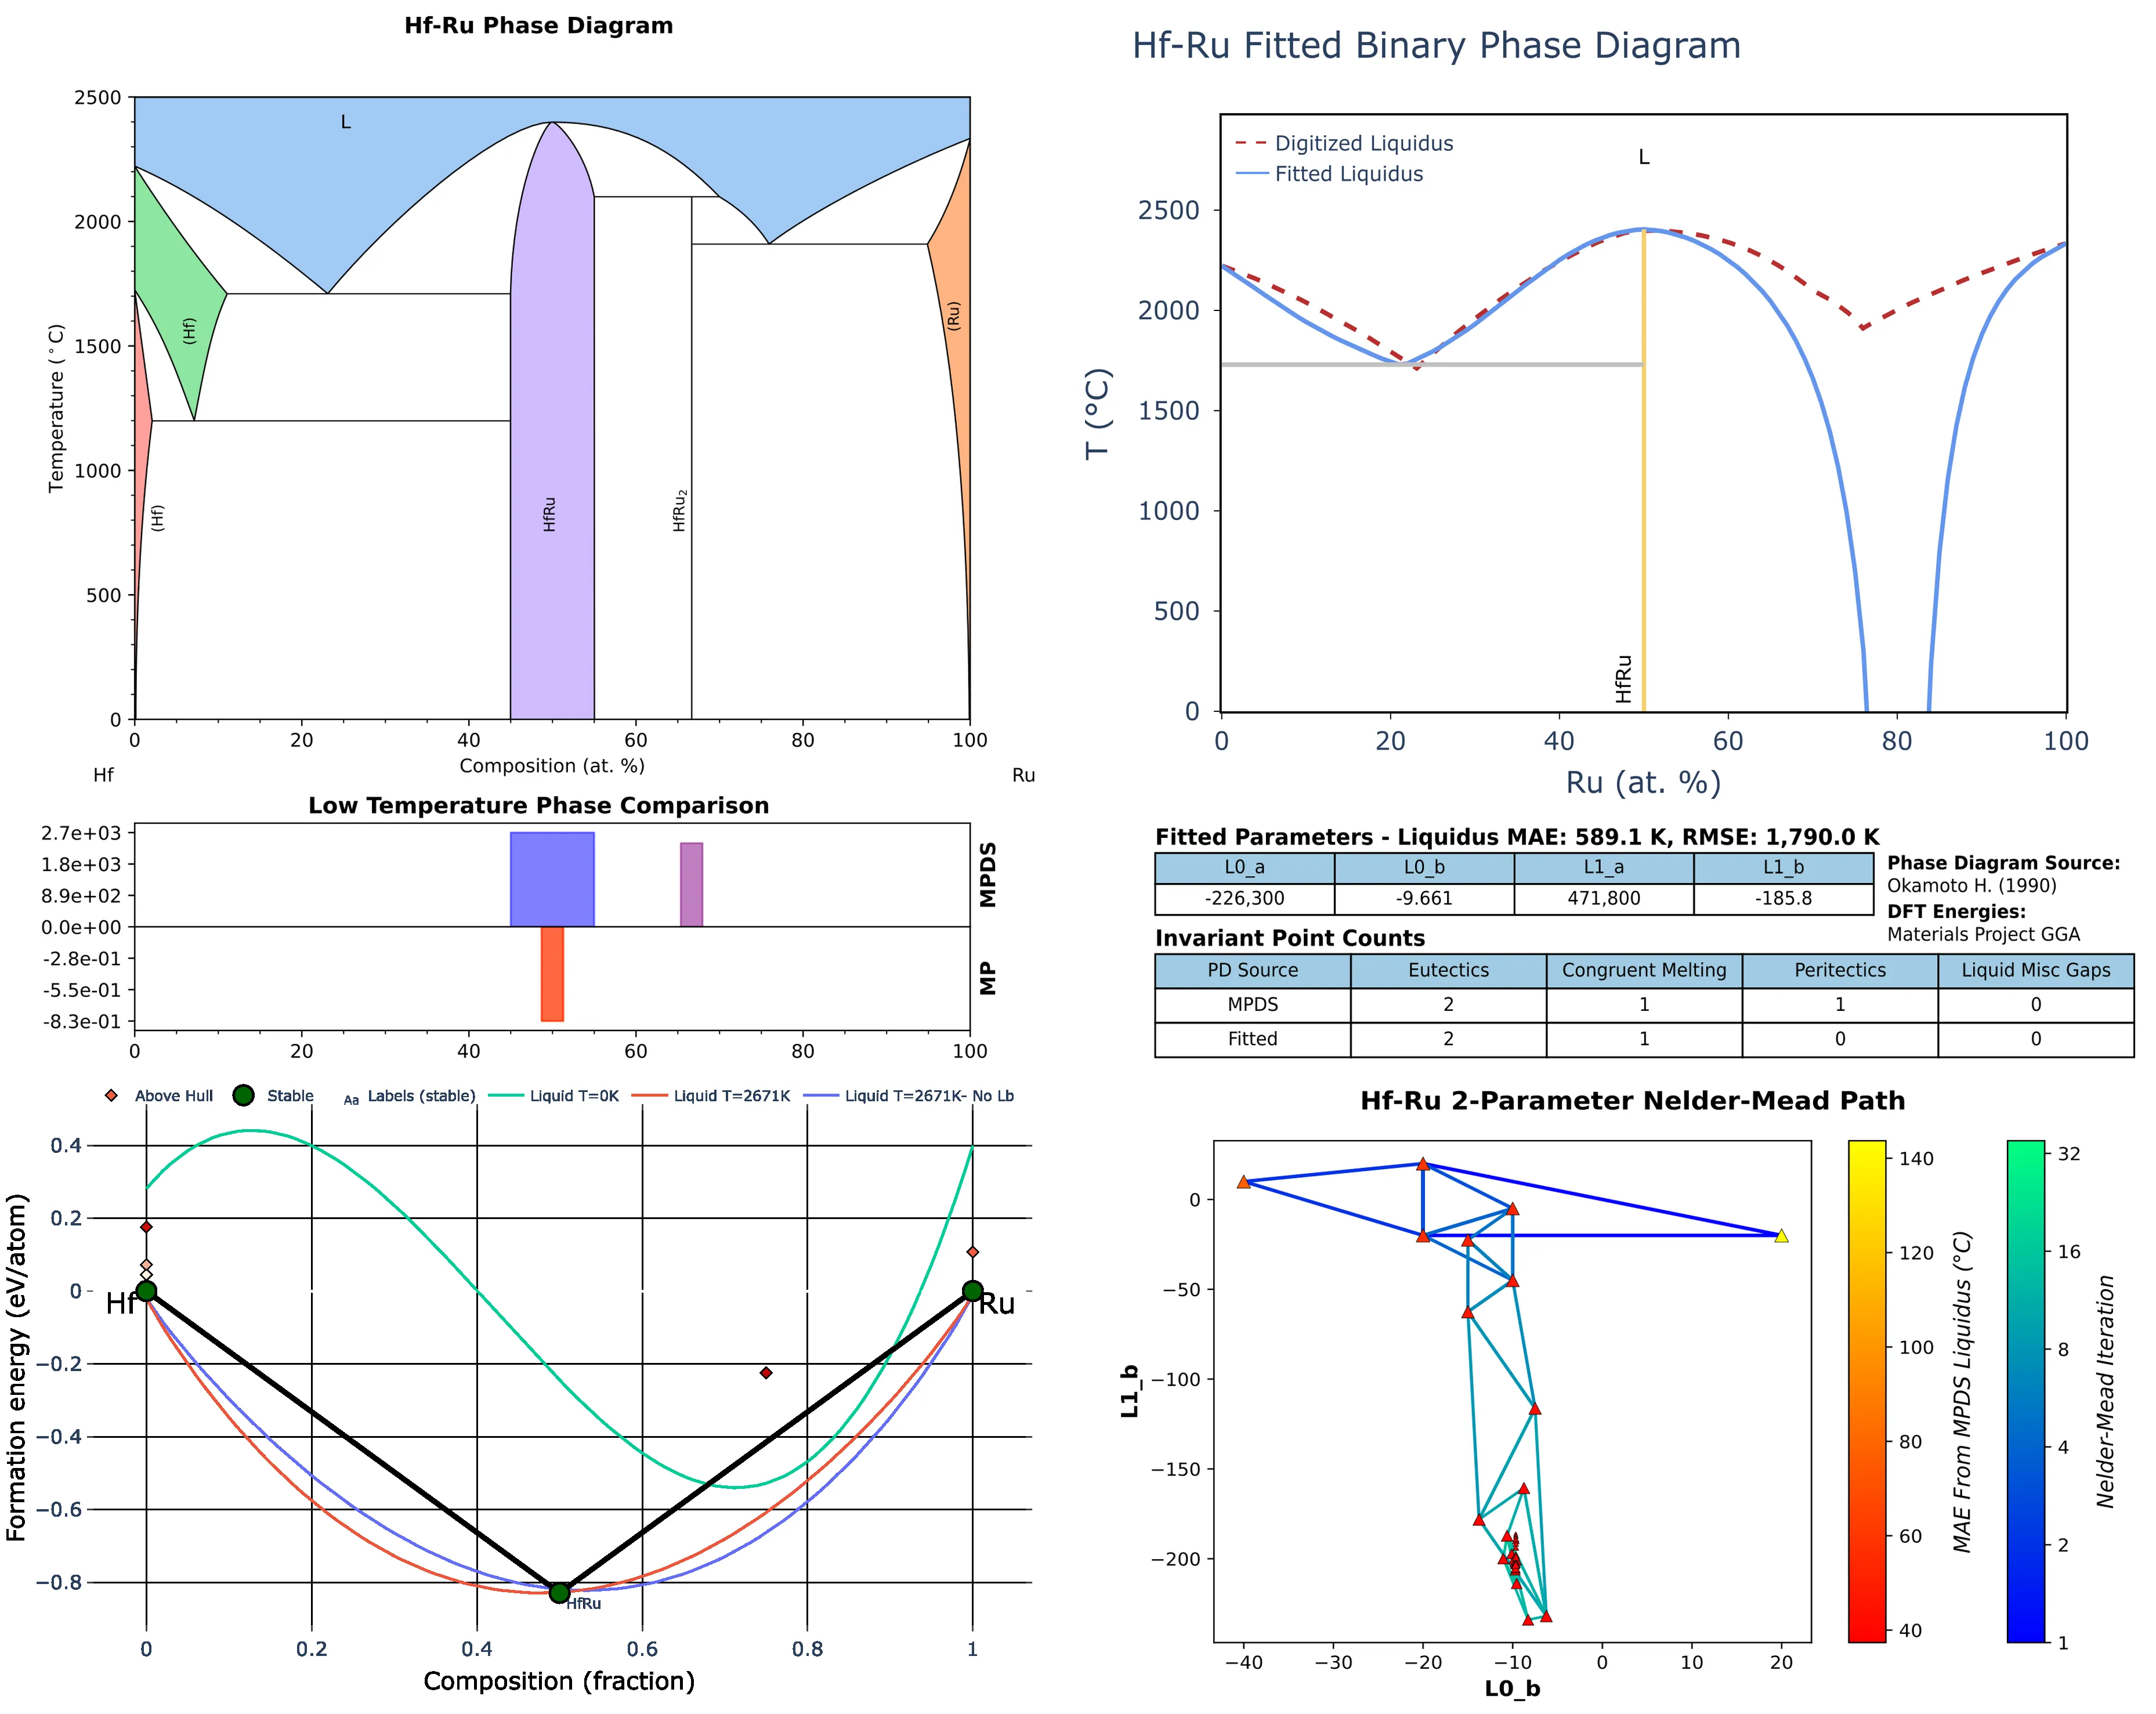 Hf-Ru Phase Diagram
2500
2000
1500
1000
500
0
Temperature (°C)
L
(Hf)
(Hf)
HfRu
HfRu₂
(Ru)
0 20 40 60 80 100
Composition (at. %)
Hf Ru
Hf-Ru Fitted Binary Phase Diagram
Digitized Liquidus
Fitted Liquidus
L
2500
2000
1500
1000
500
0
T (°C)
HfRu
0 20 40 60 80 100
Ru (at. %)
Low Temperature Phase Comparison
2.7e+03
1.8e+03
8.9e+02
0.0e+00
-2.8e-01
-5.5e-01
-8.3e-01
MPDS
MP
0 20 40 60 80 100
Fitted Parameters - Liquidus MAE: 589.1 K, RMSE: 1,790.0 K
L0_a L0_b L1_a L1_b
-226,300 -9.661 471,800 -185.8
Phase Diagram Source:
Okamoto H. (1990)
DFT Energies:
Materials Project GGA
Invariant Point Counts
PD Source Eutectics Congruent Melting Peritectics Liquid Misc Gaps
MPDS 2 1 1 0
Fitted 2 1 0 0
Above Hull Stable Aa Labels (stable) Liquid T=0K Liquid T=2671K Liquid T=2671K- No Lb
0.4
0.2
0
−0.2
−0.4
−0.6
−0.8
Formation energy (eV/atom)
Hf
Ru
HfRu
0 0.2 0.4 0.6 0.8 1
Composition (fraction)
Hf-Ru 2-Parameter Nelder-Mead Path
0
−50
−100
−150
−200
L1_b
−40 −30 −20 −10 0 10 20
L0_b
140
120
100
80
60
40
MAE From MPDS Liquidus (°C)
32
16
8
4
2
1
Nelder-Mead Iteration